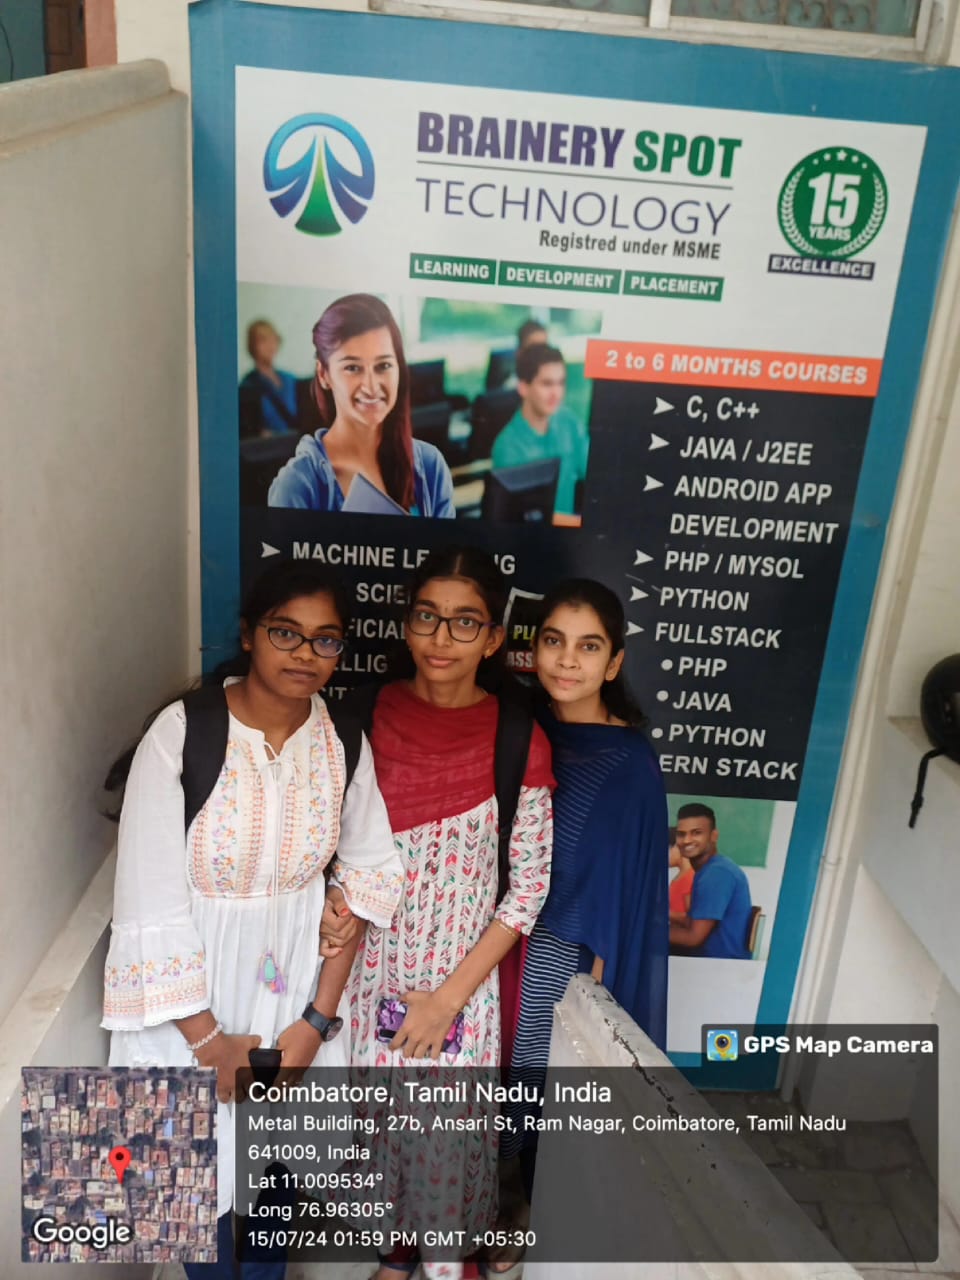 BRAINERY SPOT
TECHNOLOGY
Registred under MSME
15
YEARS
EXCELLENCE
LEARNING DEVELOPMENT PLACEMENT
2 to 6 MONTHS COURSES
➤ C, C++
➤ JAVA / J2EE
➤ ANDROID APP
DEVELOPMENT
➤ PHP / MYSQL
➤ PYTHON
➤ FULLSTACK
• PHP
• JAVA
• PYTHON
ERN STACK
➤ MACHINE
GPS Map Camera
Coimbatore, Tamil Nadu, India
Metal Building, 27b, Ansari St, Ram Nagar, Coimbatore, Tamil Nadu
641009, India
Lat 11.009534°
Long 76.96305°
15/07/24 01:59 PM GMT +05:30
Google